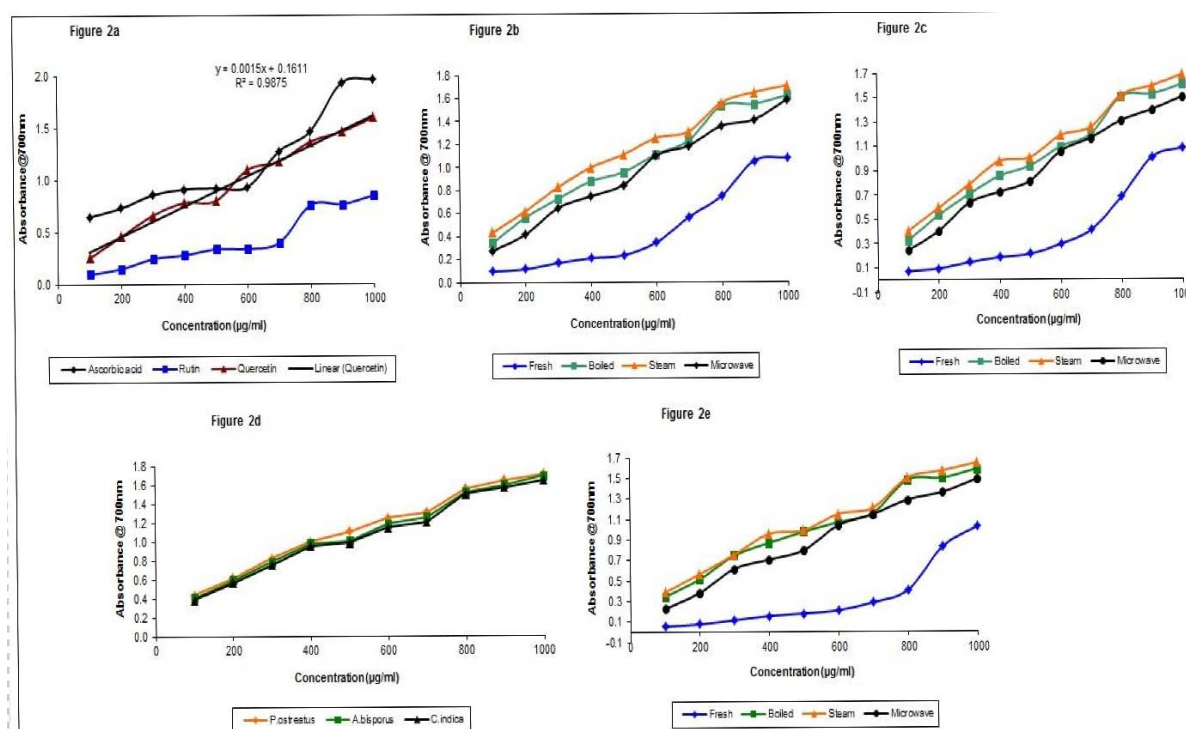 Figure 2a
y = 0.0015x + 0.1611
R² = 0.9875
Absorbance@700nm
2.0
1.5
1.0
0.5
0.0
0 200 400 600 800 1000
Concentration (µg/ml)
Ascorbic acid Rutin Quercetin Linear (Quercetin)
Figure 2b
Absorbance @ 700nm
1.8
1.6
1.4
1.2
1.0
0.8
0.6
0.4
0.2
0.0
0 200 400 600 800 1000
Concentration (µg/ml)
Fresh Boiled Steam Microwave
Figure 2c
Absorbance @ 700nm
1.7
1.5
1.3
1.1
0.9
0.7
0.5
0.3
0.1
-0.1
0 200 400 600 800 100
Concentration (µg/ml)
Fresh Boiled Steam Microwave
Figure 2d
Absorbance @ 700nm
1.8
1.6
1.4
1.2
1.0
0.8
0.6
0.4
0.2
0.0
0 200 400 600 800 1000
Concentration (µg/ml)
P.ostreatus A.bisporus C.indica
Figure 2e
Absorbance @ 700nm
1.7
1.5
1.3
1.1
0.9
0.7
0.5
0.3
0.1
-0.1
0 200 400 600 800 1000
Concentration (µg/ml)
Fresh Boiled Steam Microwave